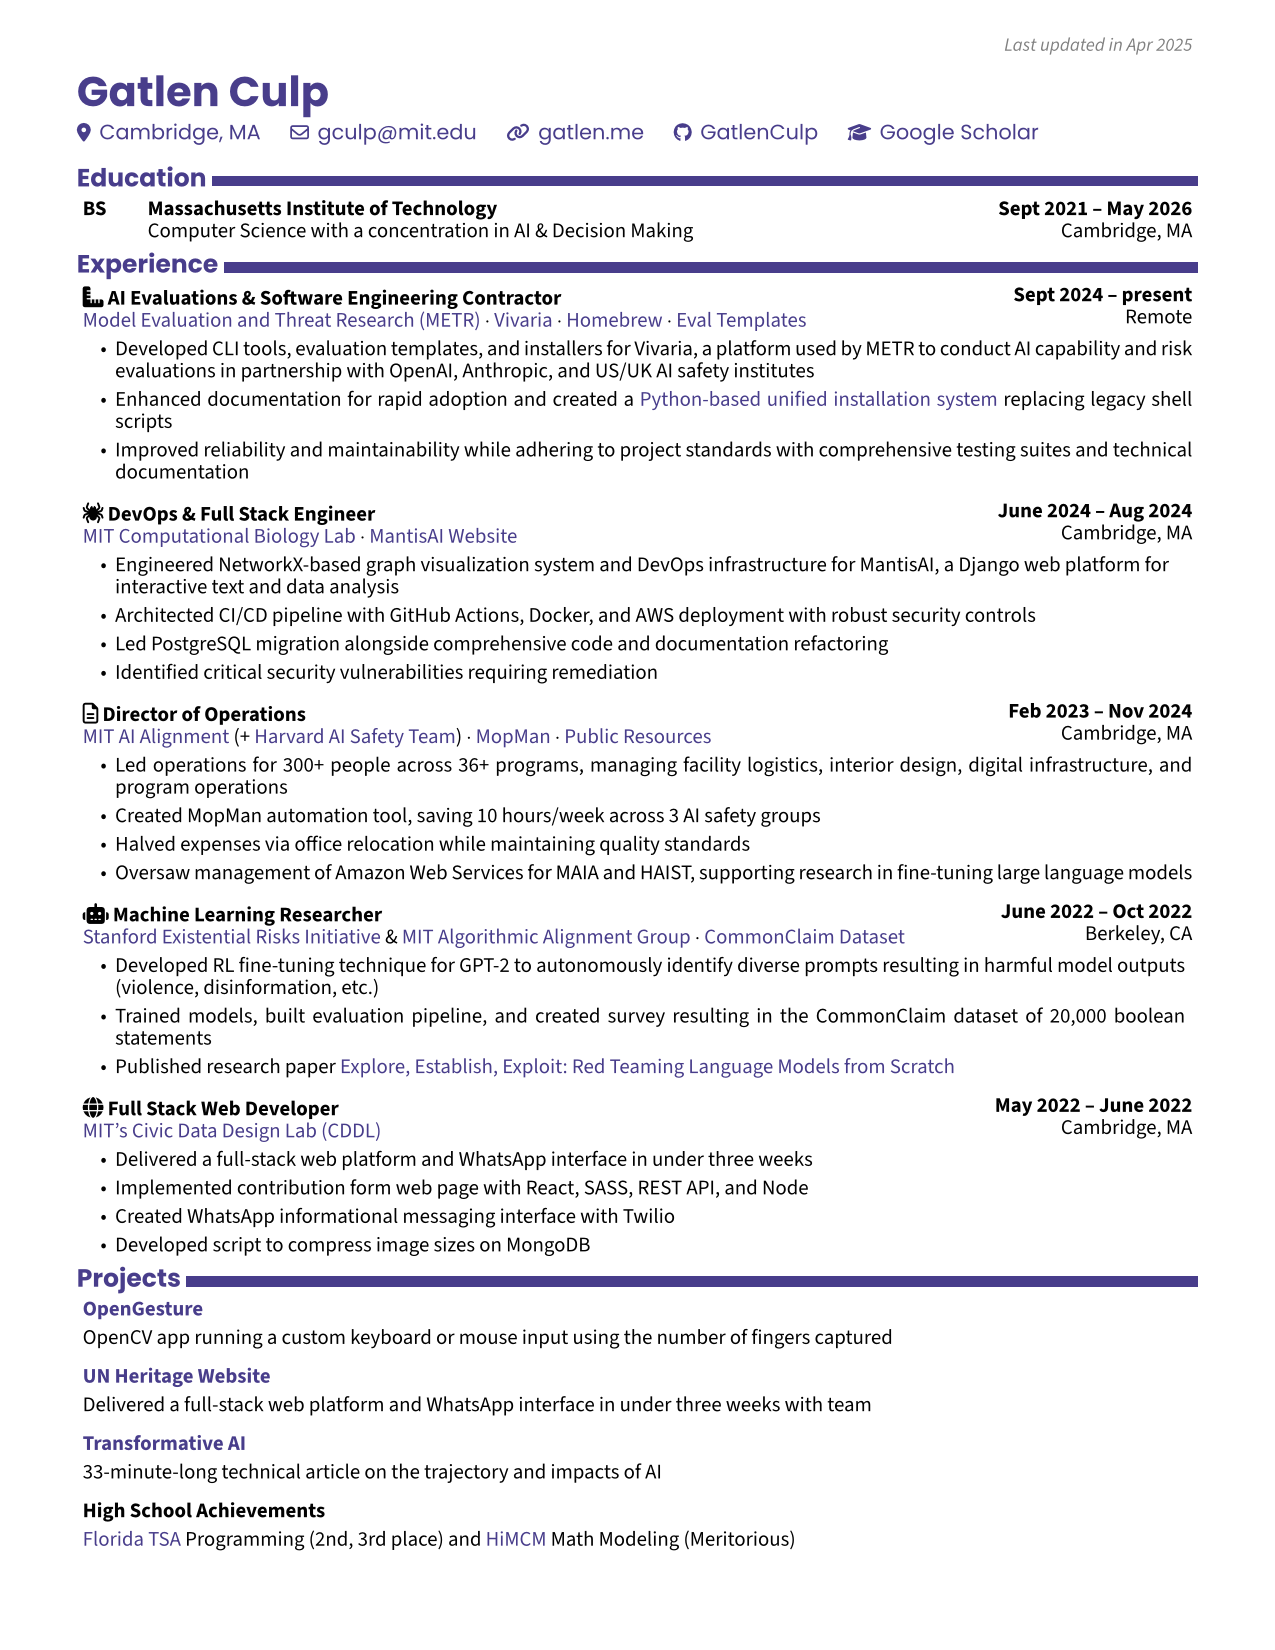 Last updated in Apr 2025
Gatlen Culp
Cambridge, MA gculp@mit.edu gatlen.me GatlenCulp Google Scholar
Education
BS Massachusetts Institute of Technology Sept 2021 – May 2026
Computer Science with a concentration in AI & Decision Making Cambridge, MA
Experience
AI Evaluations & Software Engineering Contractor Sept 2024 – present
Model Evaluation and Threat Research (METR) · Vivaria · Homebrew · Eval Templates Remote
• Developed CLI tools, evaluation templates, and installers for Vivaria, a platform used by METR to conduct AI capability and risk
evaluations in partnership with OpenAI, Anthropic, and US/UK AI safety institutes
• Enhanced documentation for rapid adoption and created a Python-based unified installation system replacing legacy shell
scripts
• Improved reliability and maintainability while adhering to project standards with comprehensive testing suites and technical
documentation
DevOps & Full Stack Engineer June 2024 – Aug 2024
MIT Computational Biology Lab · MantisAI Website Cambridge, MA
• Engineered NetworkX-based graph visualization system and DevOps infrastructure for MantisAI, a Django web platform for
interactive text and data analysis
• Architected CI/CD pipeline with GitHub Actions, Docker, and AWS deployment with robust security controls
• Led PostgreSQL migration alongside comprehensive code and documentation refactoring
• Identified critical security vulnerabilities requiring remediation
Director of Operations Feb 2023 – Nov 2024
MIT AI Alignment (+ Harvard AI Safety Team) · MopMan · Public Resources Cambridge, MA
• Led operations for 300+ people across 36+ programs, managing facility logistics, interior design, digital infrastructure, and
program operations
• Created MopMan automation tool, saving 10 hours/week across 3 AI safety groups
• Halved expenses via office relocation while maintaining quality standards
• Oversaw management of Amazon Web Services for MAIA and HAIST, supporting research in fine-tuning large language models
Machine Learning Researcher June 2022 – Oct 2022
Stanford Existential Risks Initiative & MIT Algorithmic Alignment Group · CommonClaim Dataset Berkeley, CA
• Developed RL fine-tuning technique for GPT-2 to autonomously identify diverse prompts resulting in harmful model outputs
(violence, disinformation, etc.)
• Trained models, built evaluation pipeline, and created survey resulting in the CommonClaim dataset of 20,000 boolean
statements
• Published research paper Explore, Establish, Exploit: Red Teaming Language Models from Scratch
Full Stack Web Developer May 2022 – June 2022
MIT’s Civic Data Design Lab (CDDL) Cambridge, MA
• Delivered a full-stack web platform and WhatsApp interface in under three weeks
• Implemented contribution form web page with React, SASS, REST API, and Node
• Created WhatsApp informational messaging interface with Twilio
• Developed script to compress image sizes on MongoDB
Projects
OpenGesture
OpenCV app running a custom keyboard or mouse input using the number of fingers captured
UN Heritage Website
Delivered a full-stack web platform and WhatsApp interface in under three weeks with team
Transformative AI
33-minute-long technical article on the trajectory and impacts of AI
High School Achievements
Florida TSA Programming (2nd, 3rd place) and HiMCM Math Modeling (Meritorious)